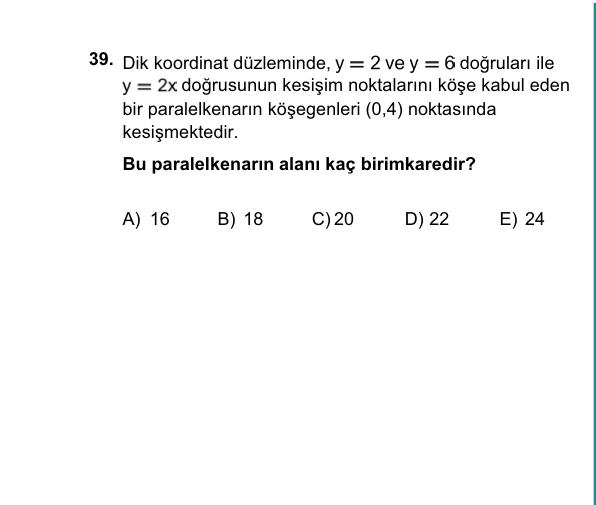 39. Dik koordinat düzleminde, y = 2 ve y = 6 doğruları ile
y = 2x doğrusunun kesişim noktalarını köşe kabul eden
bir paralelkenarın köşegenleri (0,4) noktasında
kesişmektedir.
Bu paralelkenarın alanı kaç birimkaredir?
A) 16 B) 18 C) 20 D) 22 E) 24